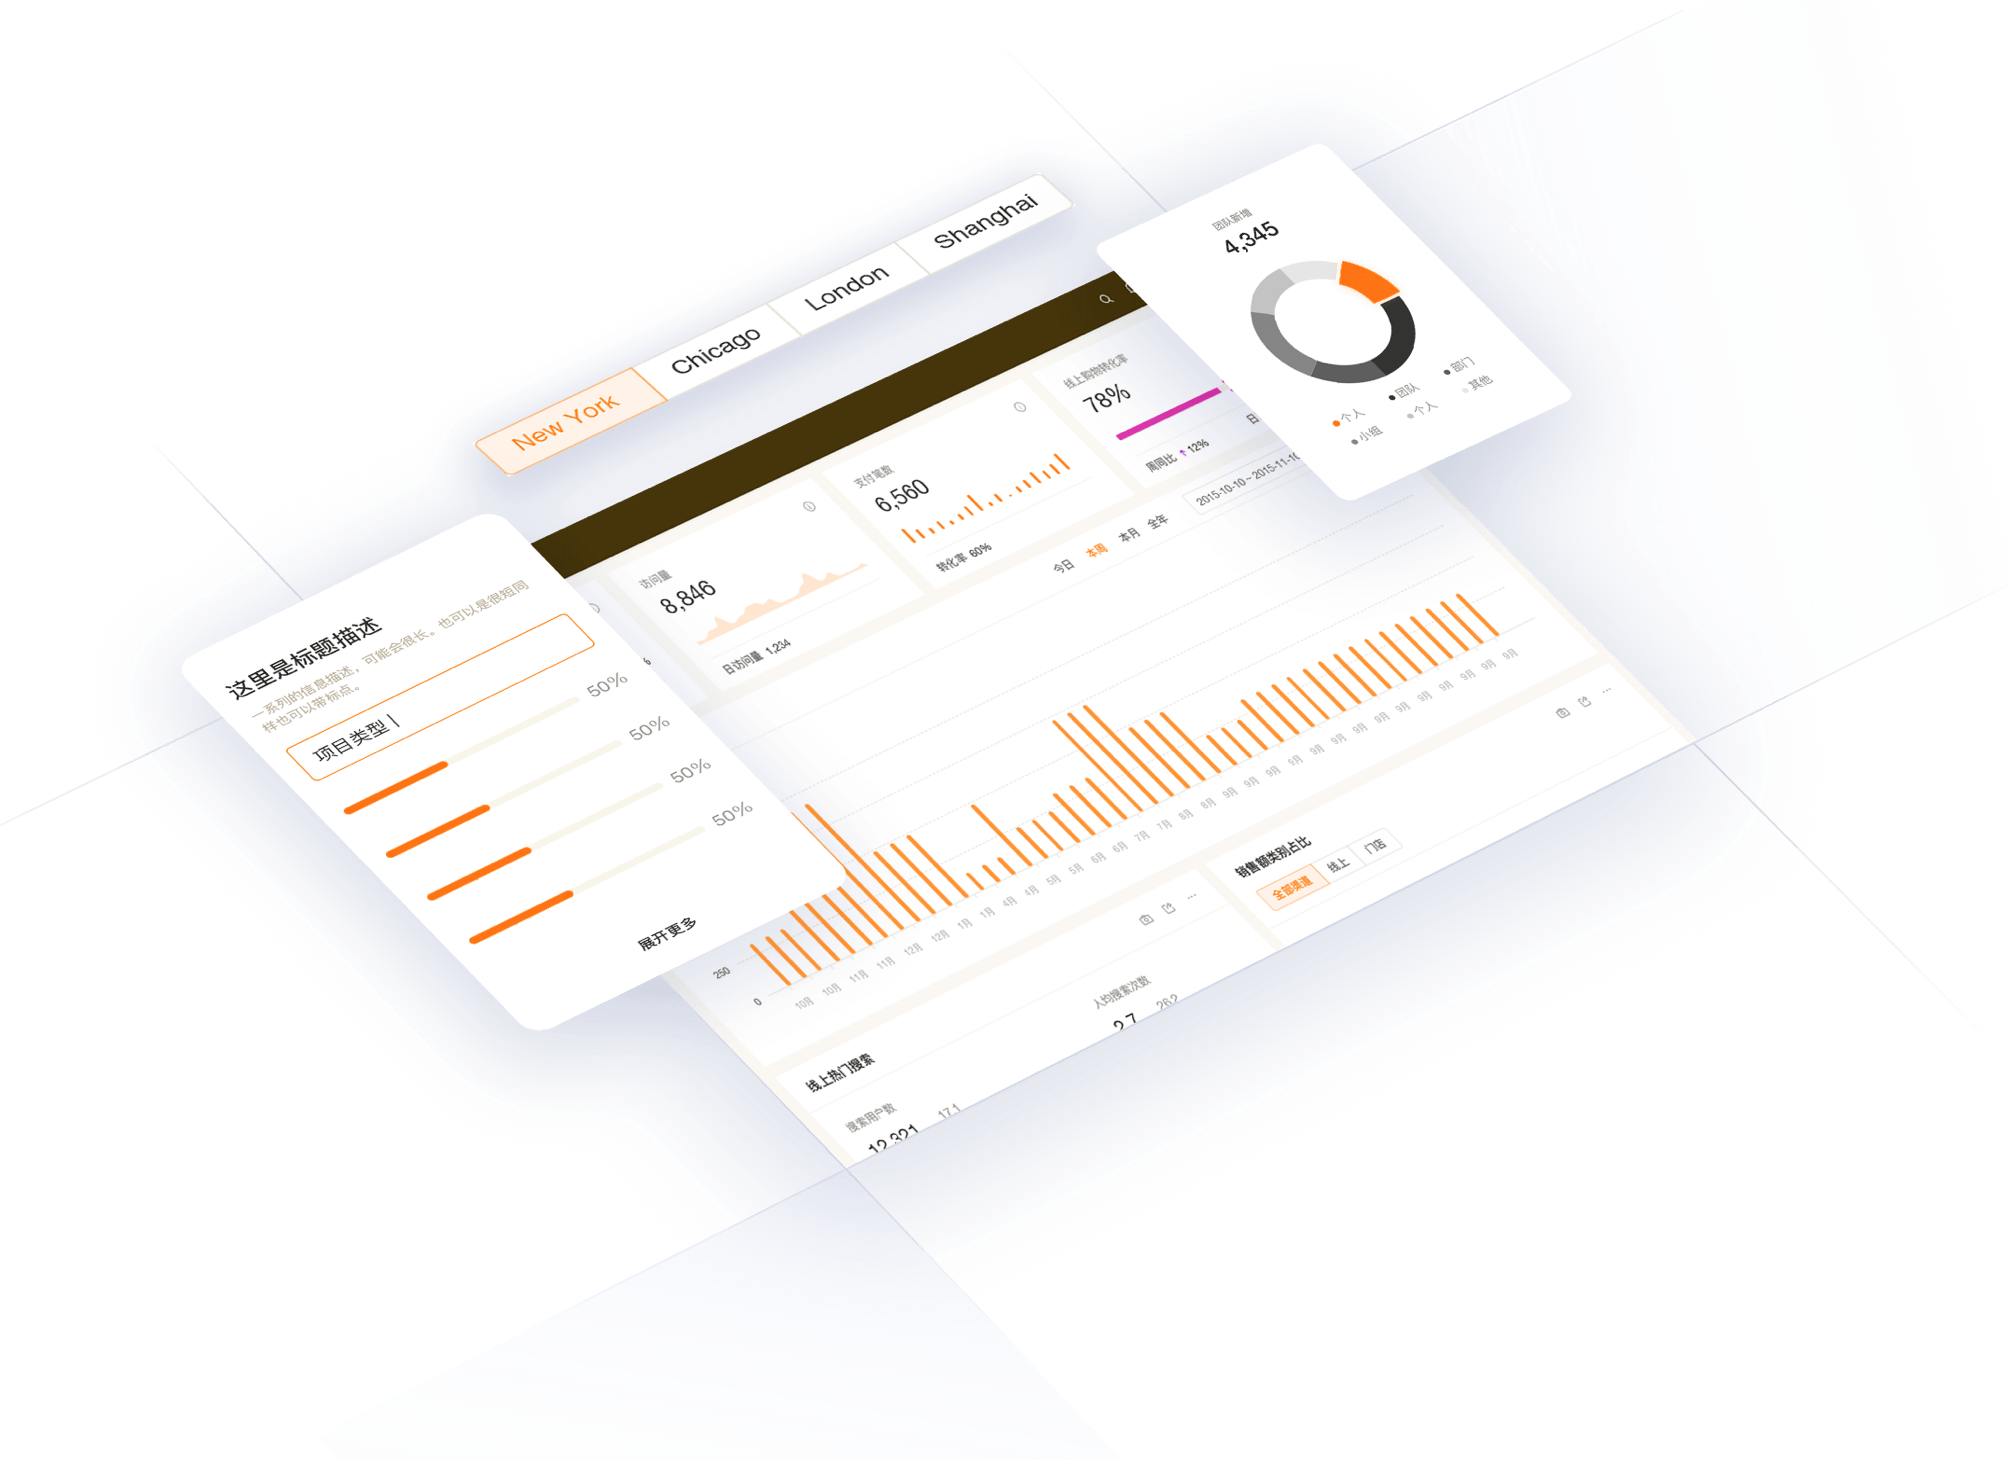 New York
Chicago
London
Shanghai
团队新增
4,345
个人
团队
部门
小组
个人
其他
这里是标题描述
一系列的信息描述，可能会很长。也可以是很短同
样也可以带标点。
项目类型
50%
50%
50%
50%
展开更多
访问量
8,846
日访问量 1,234
支付笔数
6,560
转化率 60%
线上购物转化率
78%
周同比 12%
日
今日
本周
本月
全年
2015-10-10 ~ 2015-11-10
250
0
10月
10月
11月
11月
12月
12月
1月
1月
4月
4月
5月
5月
6月
6月
7月
7月
8月
8月
9月
9月
9月
9月
9月
9月
9月
9月
9月
9月
9月
9月
9月
9月
销售额类别占比
全部渠道
线上
门店
线上热门搜索
搜索用户数
12,321
17.1
人均搜索次数
2.7
26.2